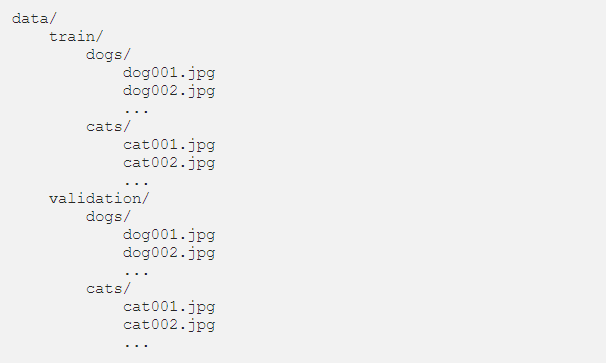 data/
    train/
        dogs/
            dog001.jpg
            dog002.jpg
            ...
        cats/
            cat001.jpg
            cat002.jpg
            ...
    validation/
        dogs/
            dog001.jpg
            dog002.jpg
            ...
        cats/
            cat001.jpg
            cat002.jpg
            ...